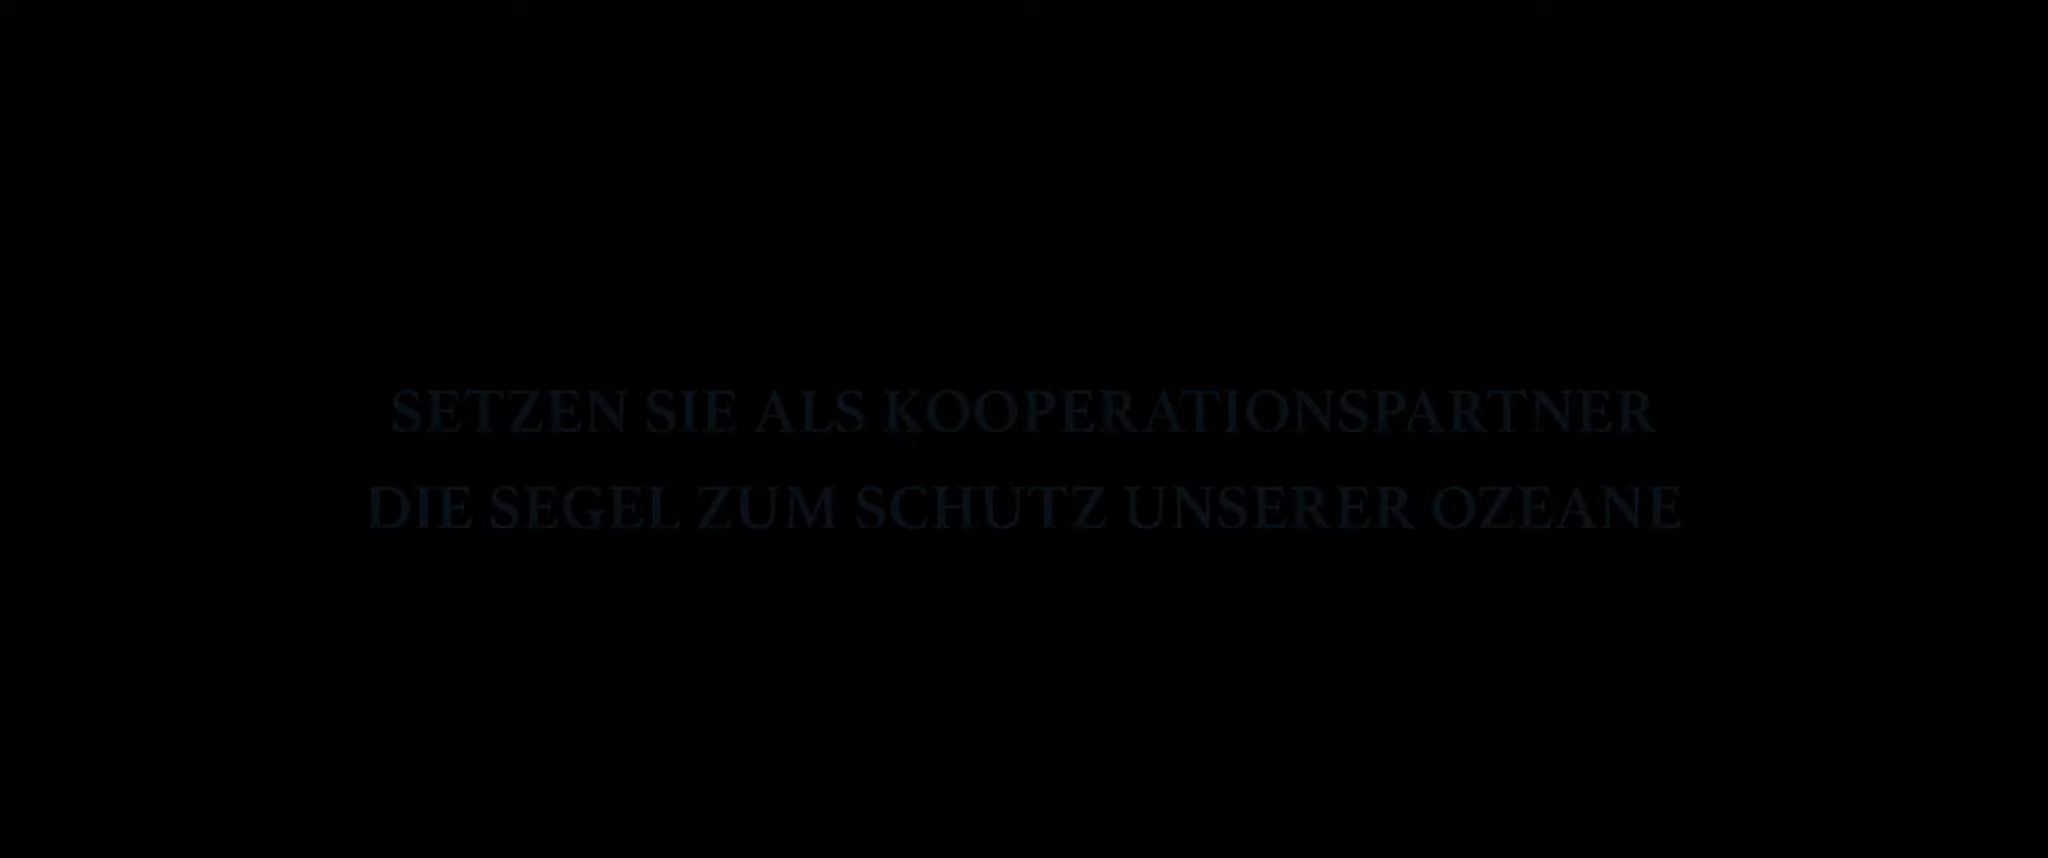 SETZEN SIE ALS KOOPERATIONSPARTNER
DIE SEGEL ZUM SCHUTZ UNSERER OZEANE